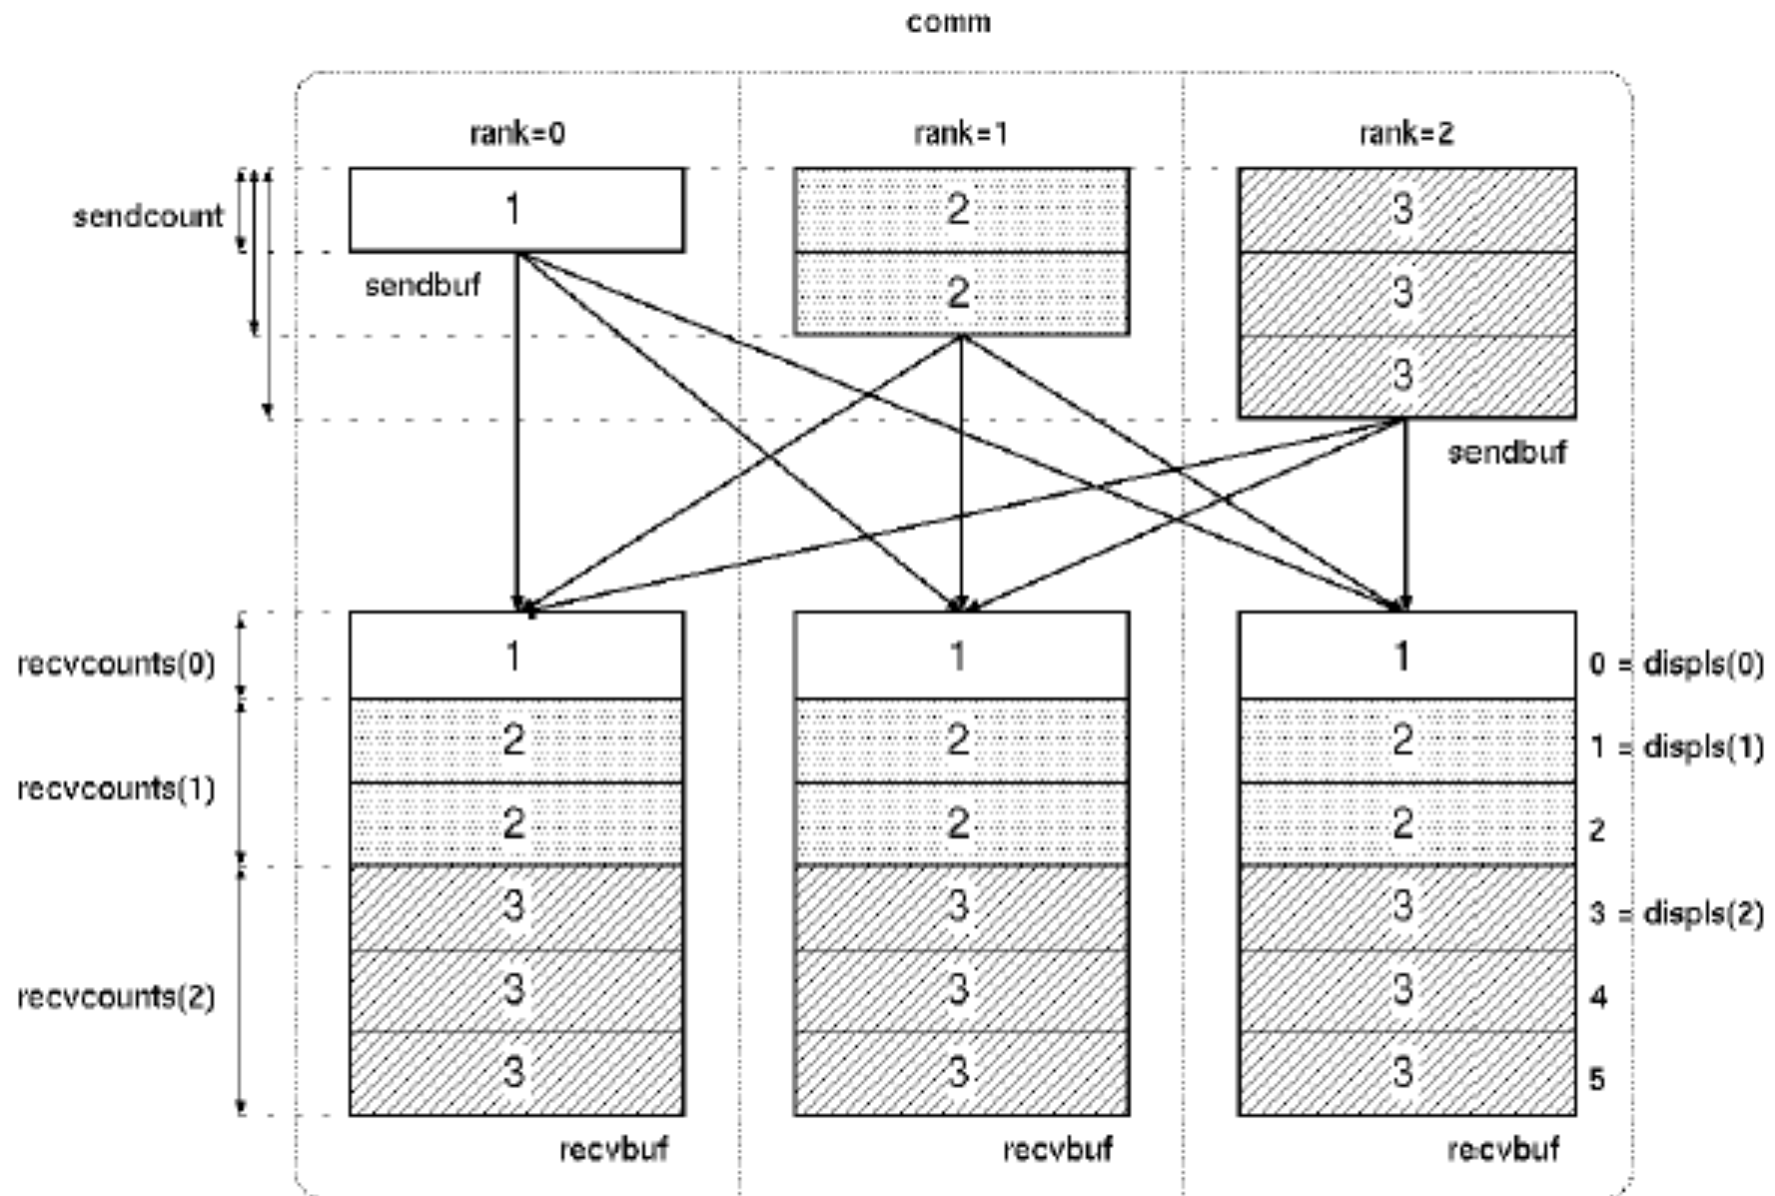 comm
rank=0 rank=1 rank=2
sendcount 1 2 3
sendbuf 2 3
3
sendbuf
recvcounts(0) 1 1 1 0 = displs(0)
2 2 2 1 = displs(1)
recvcounts(1)
2 2 2 2
3 3 3 3 = displs(2)
recvcounts(2) 3 3 3 4
3 3 3 5
recvbuf recvbuf recvbuf